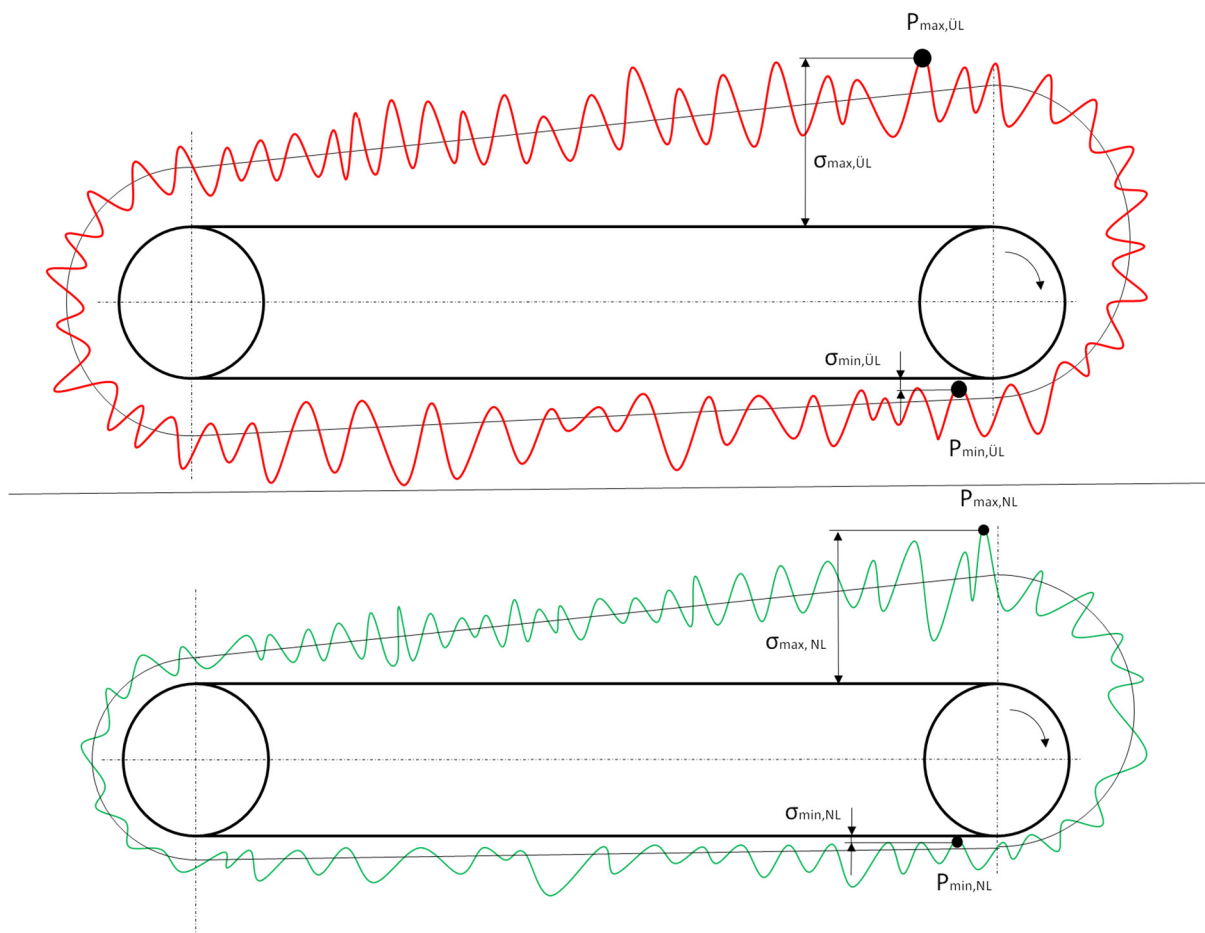 Pmax,ÜL
σmax,ÜL
σmin,ÜL
Pmin,ÜL
Pmax,NL
σmax, NL
σmin,NL
Pmin,NL